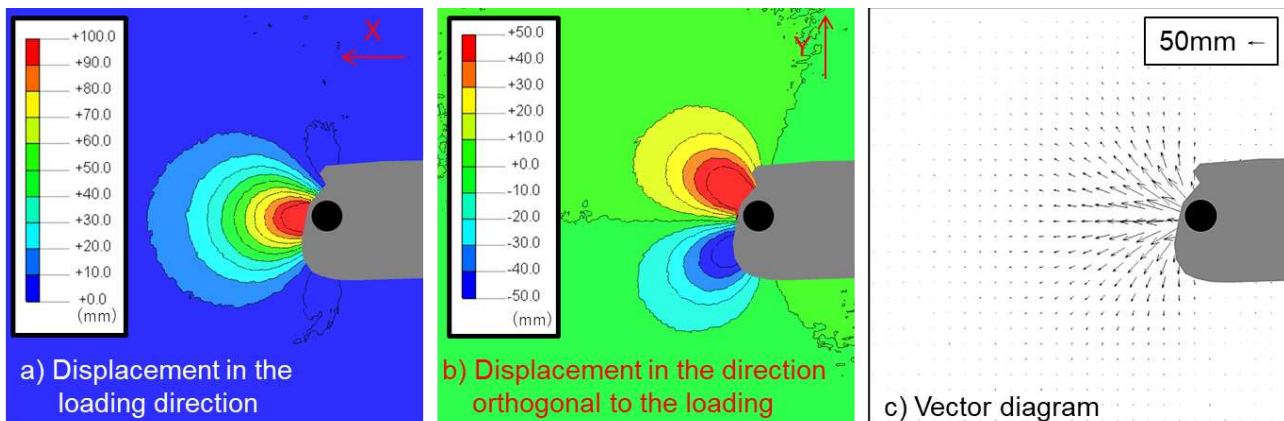 +100.0
+90.0
+80.0
+70.0
+60.0
+50.0
+40.0
+30.0
+20.0
+10.0
+0.0
(mm)
X
a) Displacement in the
loading direction
+50.0
+40.0
+30.0
+20.0
+10.0
+0.0
-10.0
-20.0
-30.0
-40.0
-50.0
(mm)
Y
b) Displacement in the direction
orthogonal to the loading
50mm
c) Vector diagram